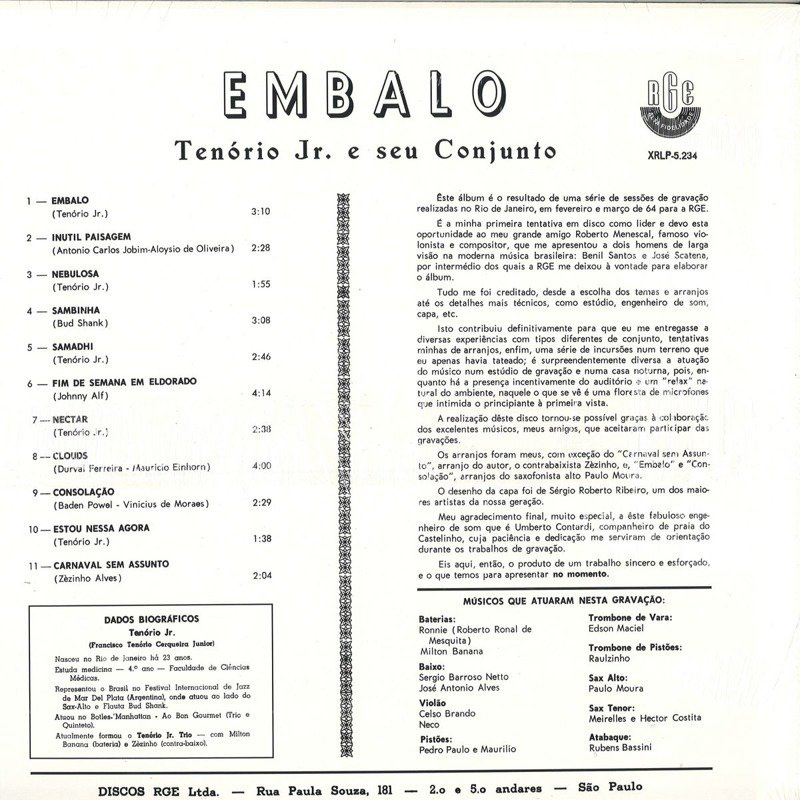 EMBALO
Tenório Jr. e seu Conjunto
RGE
ALTA FIDELIDADE
XRLP-5.234
1 — EMBALO
(Tenório Jr.) 3:10
2 — INUTIL PAISAGEM
(Antonio Carlos Jobim-Aloysio de Oliveira) 2:28
3 — NEBULOSA
(Tenório Jr.) 1:55
4 — SAMBINHA
(Bud Shank) 3:08
5 — SAMADHI
(Tenório Jr.) 2:46
6 — FIM DE SEMANA EM ELDORADO
(Johnny Alf) 4:14
7 — NECTAR
(Tenório Jr.) 2:38
8 — CLOUDS
(Durval Ferreira - Mauricio Einhorn) 4:00
9 — CONSOLAÇÃO
(Baden Powel - Vinicius de Moraes) 2:29
10 — ESTOU NESSA AGORA
(Tenório Jr.) 1:38
11 — CARNAVAL SEM ASSUNTO
(Zèzinho Alves) 2:04
DADOS BIOGRÁFICOS
Tenório Jr.
(Francisco Tenório Cerqueira Junior)
Nasceu no Rio de Janeiro há 23 anos.
Estuda medicina — 4.º ano — Faculdade de Ciências
Médicas.
Representou o Brasil no Festival Internacional de Jazz
de Mar Del Plata (Argentina), onde atuou ao lado do
Sax-Alto e Flauta Bud Shank.
Atuou no Botles-Manhattan - Ao Bon Gourmet (Trio e
Quinteto).
Atualmente formou o Tenório Jr. Trio — com Milton
Banana (bateria) e Zèzinho (contra-baixo).
Êste álbum é o resultado de uma série de sessões de gravação
realizadas no Rio de Janeiro, em fevereiro e março de 64 para a RGE.
É a minha primeira tentativa em disco como lider e devo esta
oportunidade ao meu grande amigo Roberto Menescal, famoso vio-
lonista e compositor, que me apresentou a dois homens de larga
visão na moderna música brasileira: Benil Santos e José Scatena,
por intermédio dos quais a RGE me deixou à vontade para elaborar
o álbum.
Tudo me foi creditado, desde a escolha dos temas e arranjos
até os detalhes mais técnicos, como estúdio, engenheiro de som,
capa, etc.
Isto contribuiu definitivamente para que eu me entregasse a
diversas experiências com tipos diferentes de conjunto, tentativas
minhas de arranjos, enfim, uma série de incursões num terreno que
eu apenas havia tateado; é surpreendentemente diversa a atuação
do músico num estúdio de gravação e numa casa noturna, pois, en-
quanto há a presença incentivamente do auditório e um "relax" na-
tural do ambiente, naquele o que se vê é uma floresta de microfones
que intimida o principiante à primeira vista.
A realização dêste disco tornou-se possível graças à colaboração
dos excelentes músicos, meus amigos, que aceitaram participar das
gravações.
Os arranjos foram meus, com exceção do "Carnaval sem Assun-
to", arranjo do autor, o contrabaixista Zèzinho, e, "Embalo" e "Con-
solação", arranjos do saxofonista alto Paulo Moura.
O desenho da capa foi de Sérgio Roberto Ribeiro, um dos maio-
res artistas da nossa geração.
Meu agradecimento final, muito especial, a êste fabuloso enge-
nheiro de som que é Umberto Contardi, companheiro de praia do
Castelinho, cuja paciência e dedicação me serviram de orientação
durante os trabalhos de gravação.
Eis aqui, então, o produto de um trabalho sincero e esforçado,
e o que temos para apresentar no momento.
MÚSICOS QUE ATUARAM NESTA GRAVAÇÃO:
Baterias:
Ronnie (Roberto Ronal de
Mesquita)
Milton Banana
Baixo:
Sergio Barroso Netto
José Antonio Alves
Violão
Celso Brando
Neco
Pistões:
Pedro Paulo e Maurilio
Trombone de Vara:
Edson Maciel
Trombone de Pistões:
Raulzinho
Sax Alto:
Paulo Moura
Sax Tenor:
Meirelles e Hector Costita
Atabaque:
Rubens Bassini
DISCOS RGE Ltda. — Rua Paula Souza, 181 — 2.o e 5.o andares — São Paulo